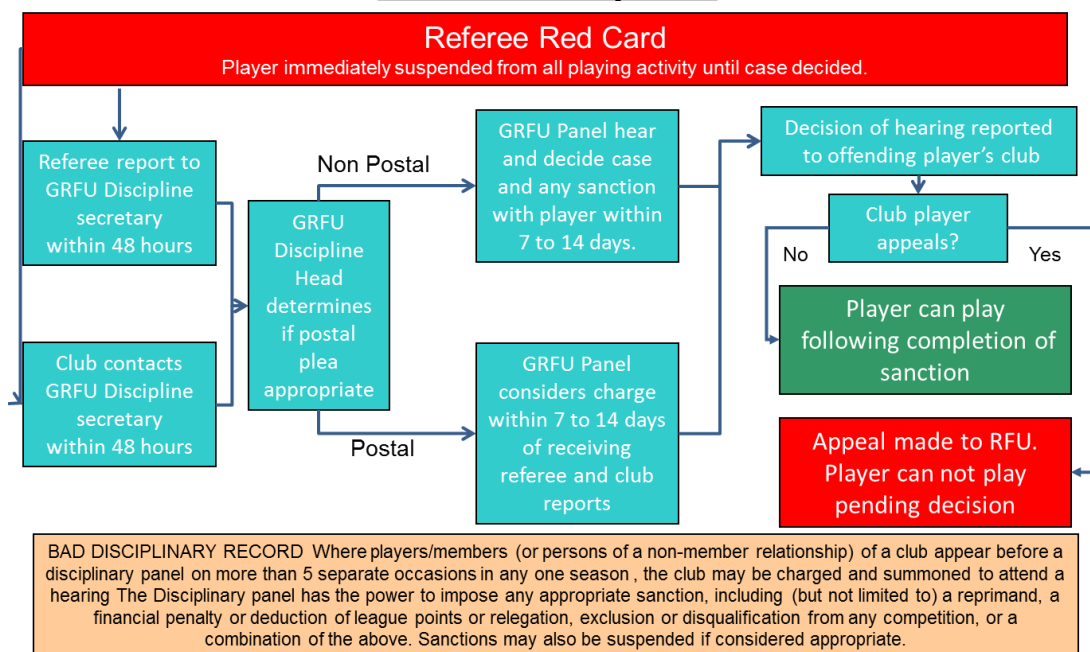 Referee Red Card
Player immediately suspended from all playing activity until case decided.
Referee report to
GRFU Discipline
secretary
within 48 hours
Club contacts
GRFU Discipline
secretary
within 48 hours
GRFU
Discipline
Head
determines
if postal
plea
appropriate
Non Postal
Postal
GRFU Panel hear
and decide case
and any sanction
with player within
7 to 14 days.
GRFU Panel
considers charge
within 7 to 14 days
of receiving
referee and club
reports
Decision of hearing reported
to offending player’s club
Club player
appeals?
No
Yes
Player can play
following completion of
sanction
Appeal made to RFU.
Player can not play
pending decision
BAD DISCIPLINARY RECORD Where players/members (or persons of a non-member relationship) of a club appear before a
disciplinary panel on more than 5 separate occasions in any one season , the club may be charged and summoned to attend a
hearing The Disciplinary panel has the power to impose any appropriate sanction, including (but not limited to) a reprimand, a
financial penalty or deduction of league points or relegation, exclusion or disqualification from any competition, or a
combination of the above. Sanctions may also be suspended if considered appropriate.